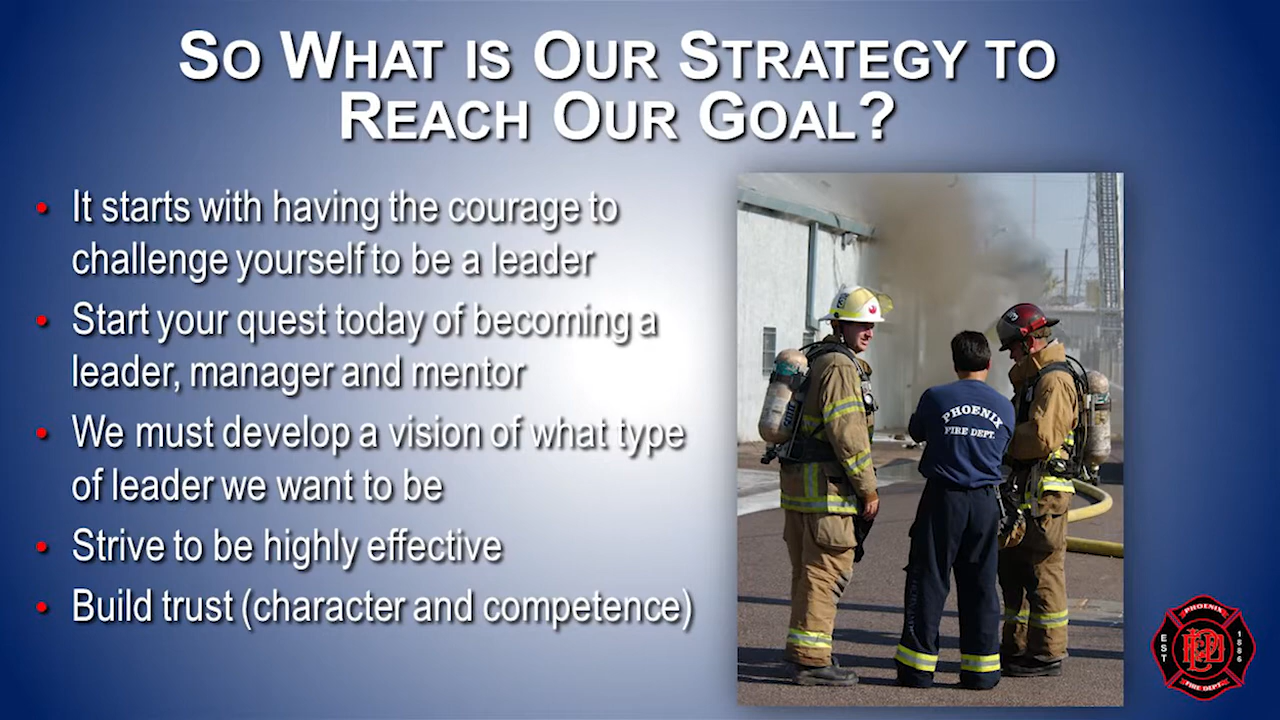 So What is Our Strategy to
Reach Our Goal?
• It starts with having the courage to
challenge yourself to be a leader
• Start your quest today of becoming a
leader, manager and mentor
• We must develop a vision of what type
of leader we want to be
• Strive to be highly effective
• Build trust (character and competence)
PHOENIX
FIRE DEPT.
PHOENIX
EST
1886
FIRE DEPT.